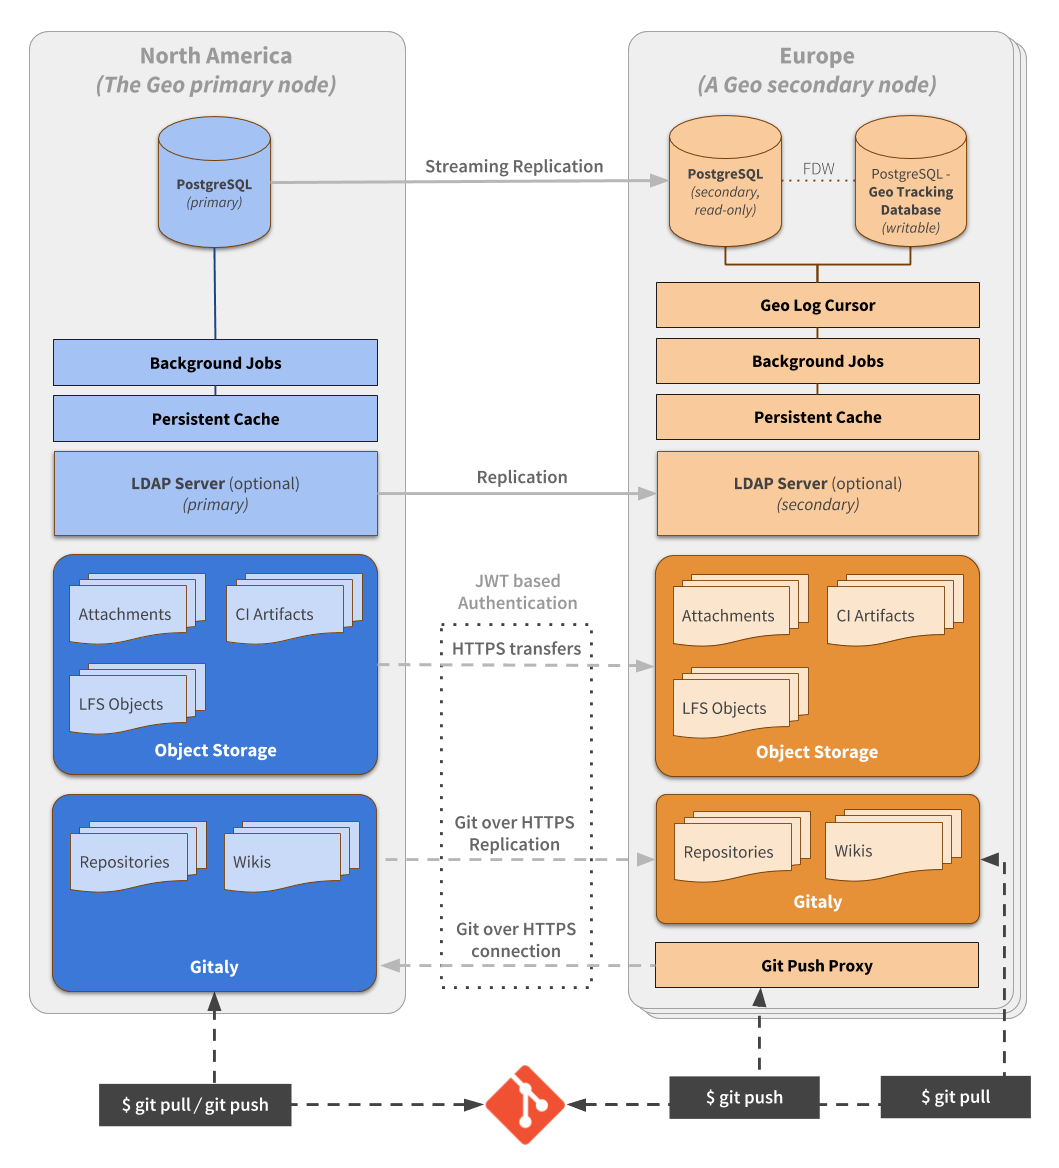 North America
(The Geo primary node)
PostgreSQL
(primary)
Background Jobs
Persistent Cache
LDAP Server (optional)
(primary)
Attachments
CI Artifacts
LFS Objects
Object Storage
Repositories
Wikis
Gitaly
Streaming Replication
Replication
JWT based
Authentication
HTTPS transfers
Git over HTTPS
Replication
Git over HTTPS
connection
Europe
(A Geo secondary node)
PostgreSQL
(secondary,
read-only)
FDW
PostgreSQL -
Geo Tracking
Database
(writable)
Geo Log Cursor
Background Jobs
Persistent Cache
LDAP Server (optional)
(secondary)
Attachments
CI Artifacts
LFS Objects
Object Storage
Repositories
Wikis
Gitaly
Git Push Proxy
$ git pull / git push
$ git push
$ git pull